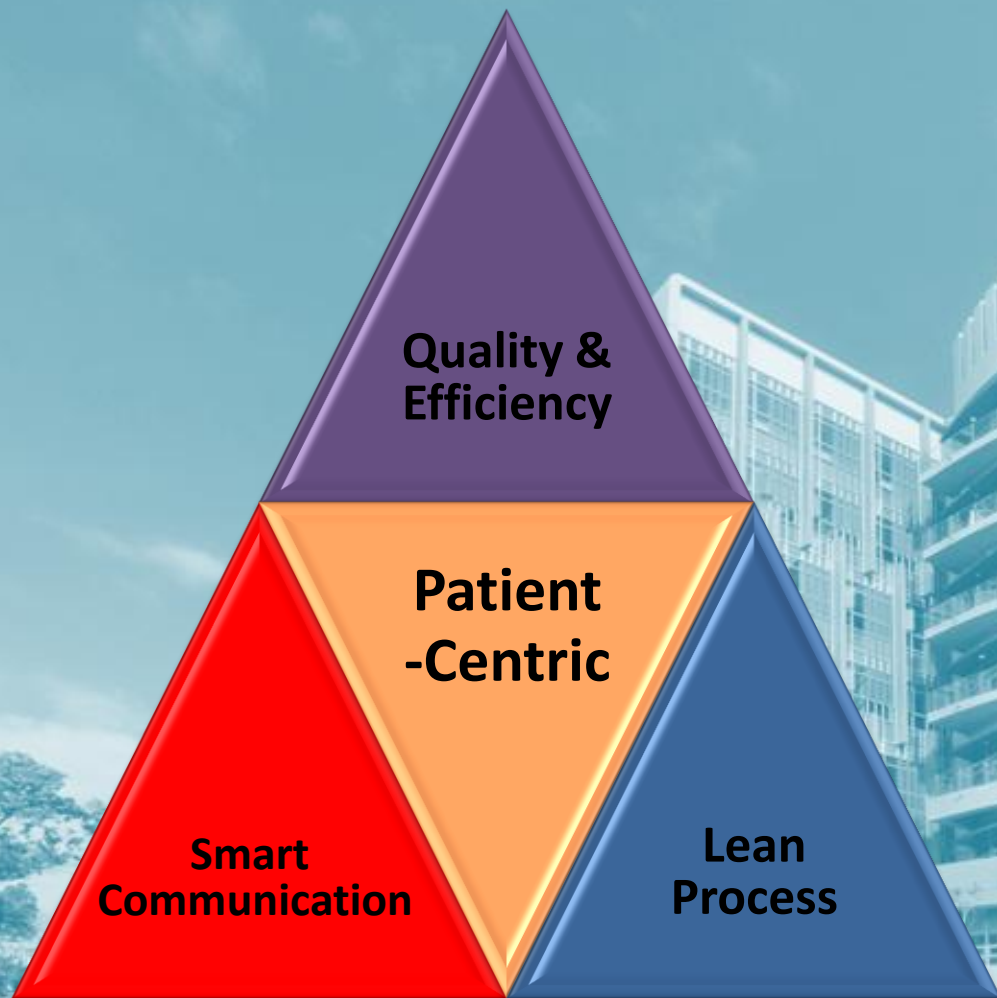 Quality &
Efficiency
Patient
-Centric
Smart
Communication
Lean
Process